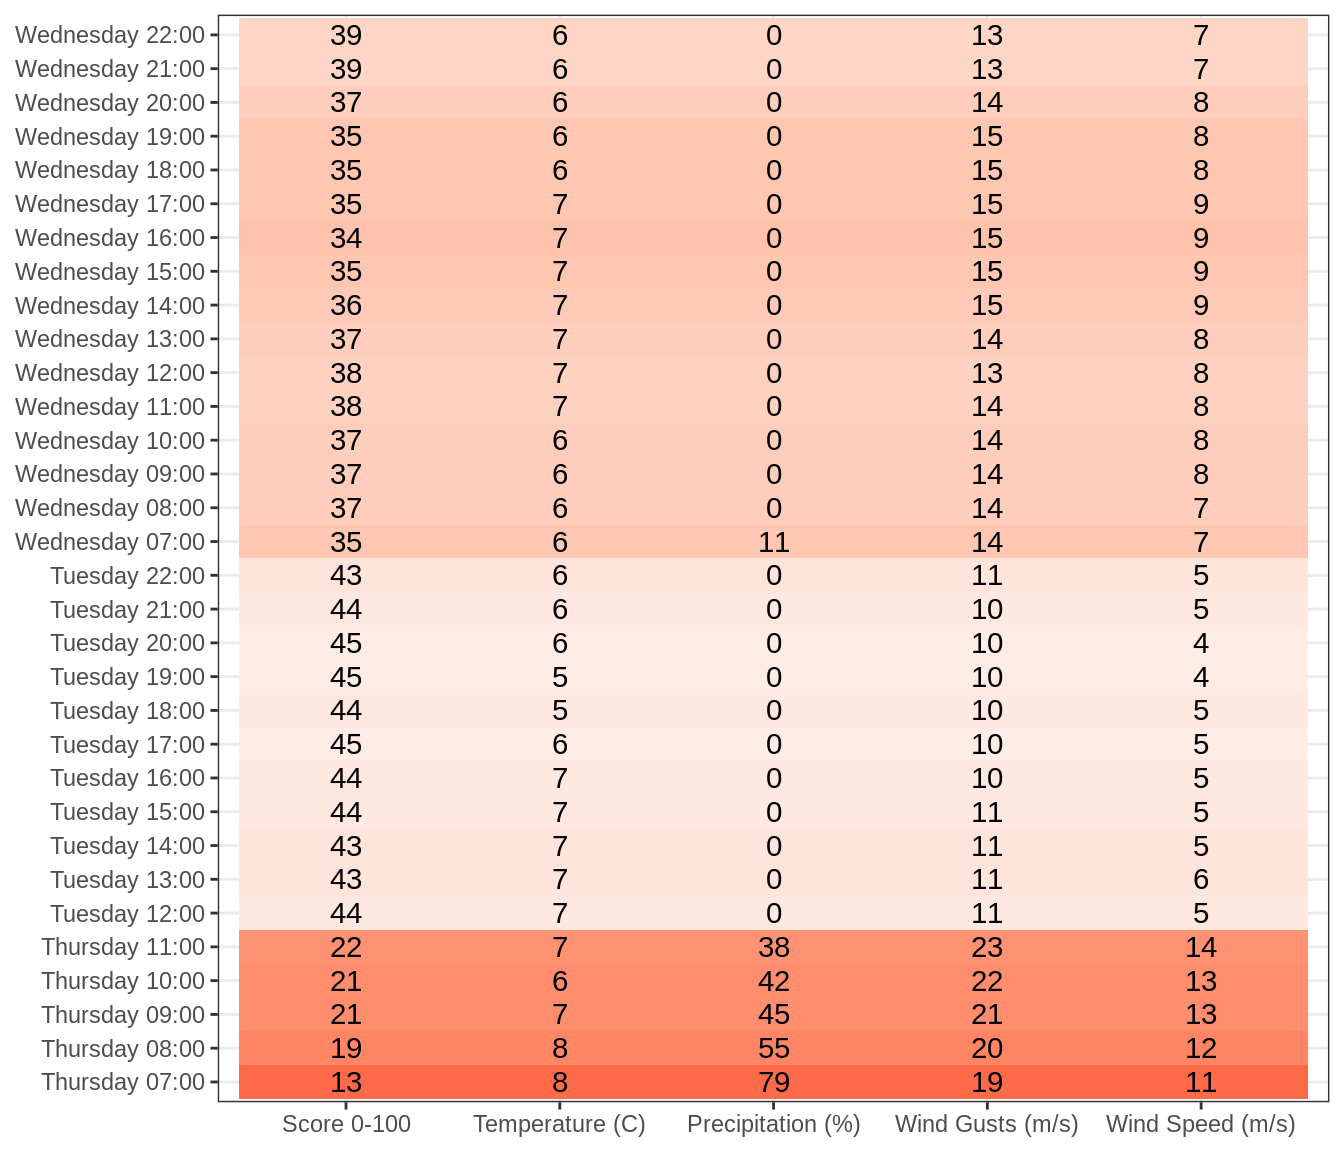 Wednesday 22:00 39 6 0 13 7
Wednesday 21:00 39 6 0 13 7
Wednesday 20:00 37 6 0 14 8
Wednesday 19:00 35 6 0 15 8
Wednesday 18:00 35 6 0 15 8
Wednesday 17:00 35 7 0 15 9
Wednesday 16:00 34 7 0 15 9
Wednesday 15:00 35 7 0 15 9
Wednesday 14:00 36 7 0 15 9
Wednesday 13:00 37 7 0 14 8
Wednesday 12:00 38 7 0 13 8
Wednesday 11:00 38 7 0 14 8
Wednesday 10:00 37 6 0 14 8
Wednesday 09:00 37 6 0 14 8
Wednesday 08:00 37 6 0 14 7
Wednesday 07:00 35 6 11 14 7
Tuesday 22:00 43 6 0 11 5
Tuesday 21:00 44 6 0 10 5
Tuesday 20:00 45 6 0 10 4
Tuesday 19:00 45 5 0 10 4
Tuesday 18:00 44 5 0 10 5
Tuesday 17:00 45 6 0 10 5
Tuesday 16:00 44 7 0 10 5
Tuesday 15:00 44 7 0 11 5
Tuesday 14:00 43 7 0 11 5
Tuesday 13:00 43 7 0 11 6
Tuesday 12:00 44 7 0 11 5
Thursday 11:00 22 7 38 23 14
Thursday 10:00 21 6 42 22 13
Thursday 09:00 21 7 45 21 13
Thursday 08:00 19 8 55 20 12
Thursday 07:00 13 8 79 19 11
Score 0-100 Temperature (C) Precipitation (%) Wind Gusts (m/s) Wind Speed (m/s)